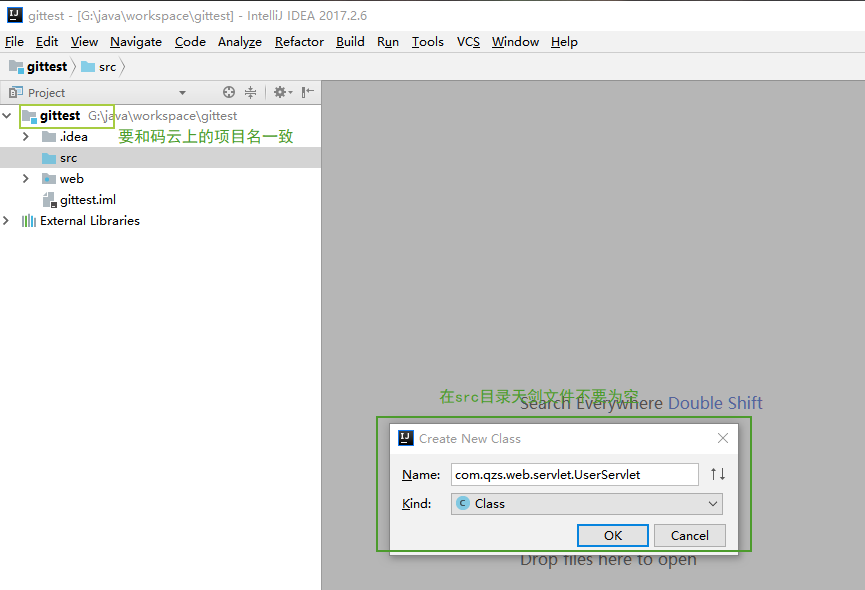 gittest - [G:\java\workspace\gittest] - IntelliJ IDEA 2017.2.6
File Edit View Navigate Code Analyze Refactor Build Run Tools VCS Window Help
gittest src
Project
gittest G:\java\workspace\gittest
.idea 要和码云上的项目名一致
src
web
gittest.iml
External Libraries
在src目录天剑文件不要为空
Search Everywhere Double Shift
Create New Class
Name: com.qzs.web.servlet.UserServlet
Kind: C Class
OK Cancel
Drop files here to open